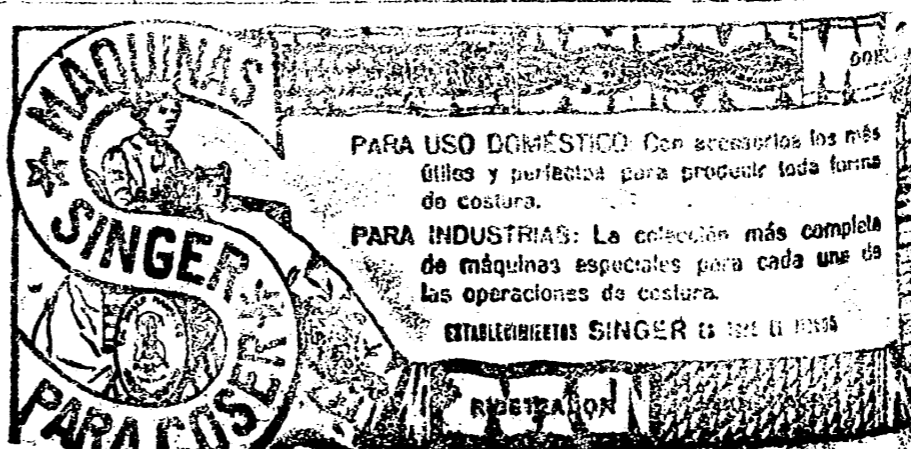 MAQUINAS
SINGER
PARA COSER
PARA USO DOMÉSTICO: Con accesorios los más
útiles y perfectos para producir toda forma
de costura.
PARA INDUSTRIAS: La colección más completa
de máquinas especiales para cada una de
las operaciones de costura.
ESTABLECIMIENTOS SINGER